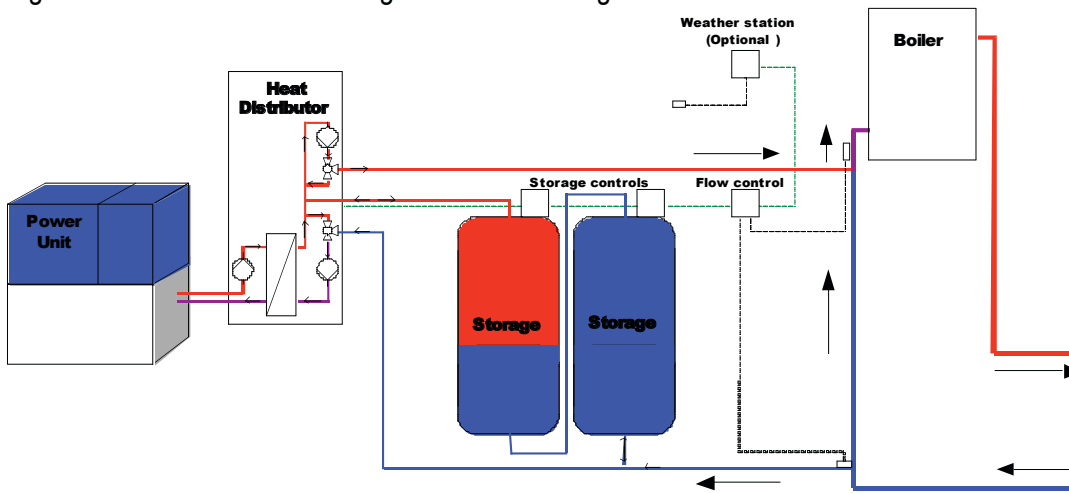 Weather station
(Optional )
Boiler
Heat
Distributor
Storage controls
Flow control
Power
Unit
Storage
Storage